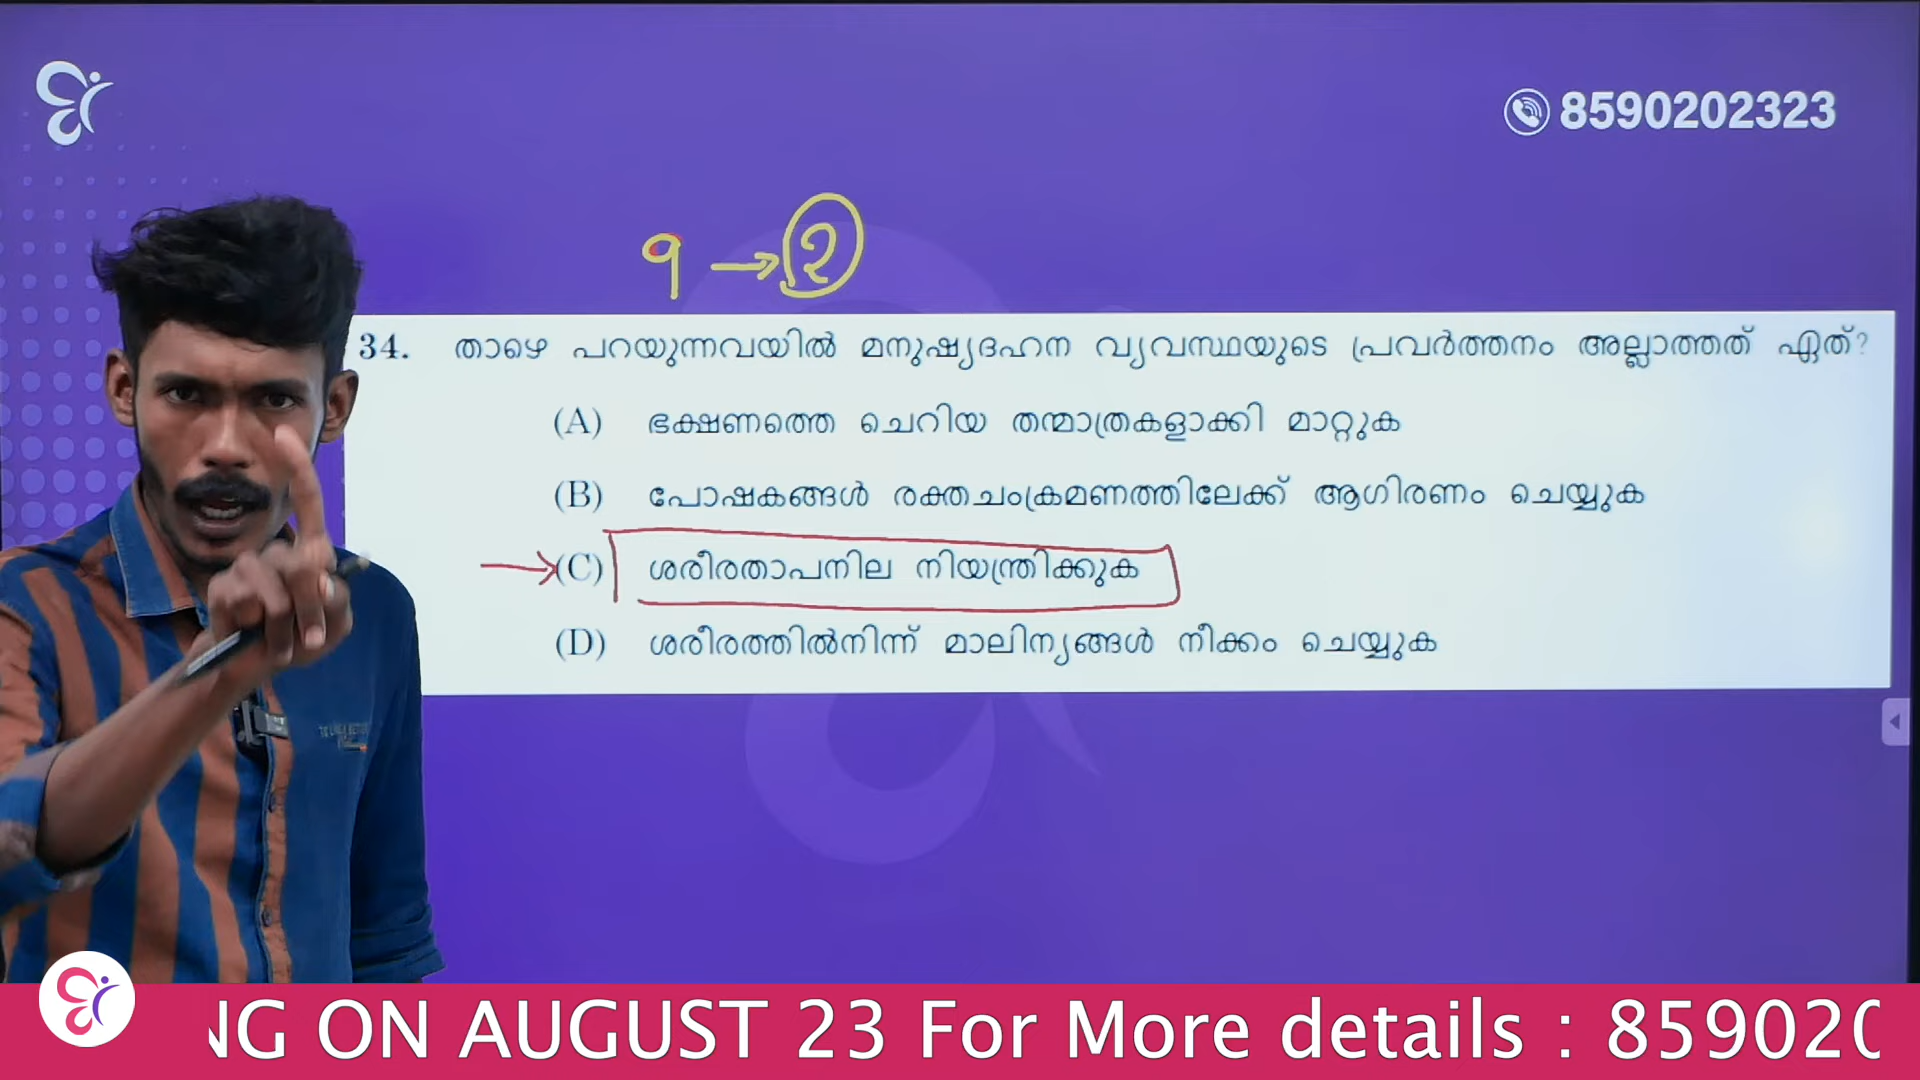 8590202323
9 → 2
34. താഴെ പറയുന്നവയിൽ മനുഷ്യദഹന വ്യവസ്ഥയുടെ പ്രവർത്തനം അല്ലാത്തത് ഏത്?
(A) ഭക്ഷണത്തെ ചെറിയ തന്മാത്രകളാക്കി മാറ്റുക
(B) പോഷകങ്ങൾ രക്തചംക്രമണത്തിലേക്ക് ആഗിരണം ചെയ്യുക
→ (C) ശരീരതാപനില നിയന്ത്രിക്കുക
(D) ശരീരത്തിൽനിന്ന് മാലിന്യങ്ങൾ നീക്കം ചെയ്യുക
NG ON AUGUST 23 For More details : 859020